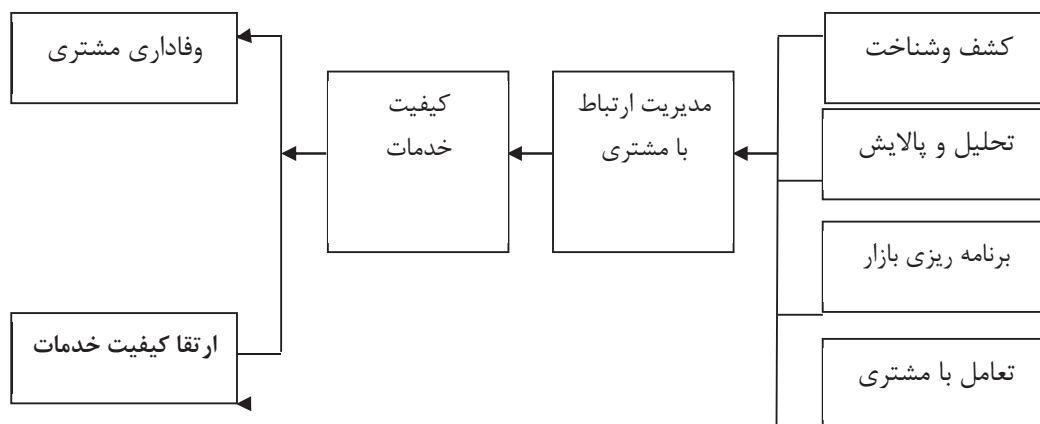 کشف وشناخت
تحلیل و پالایش
برنامه ریزی بازار
تعامل با مشتری
مدیریت ارتباط
با مشتری
کیفیت
خدمات
وفاداری مشتری
ارتقا کیفیت خدمات